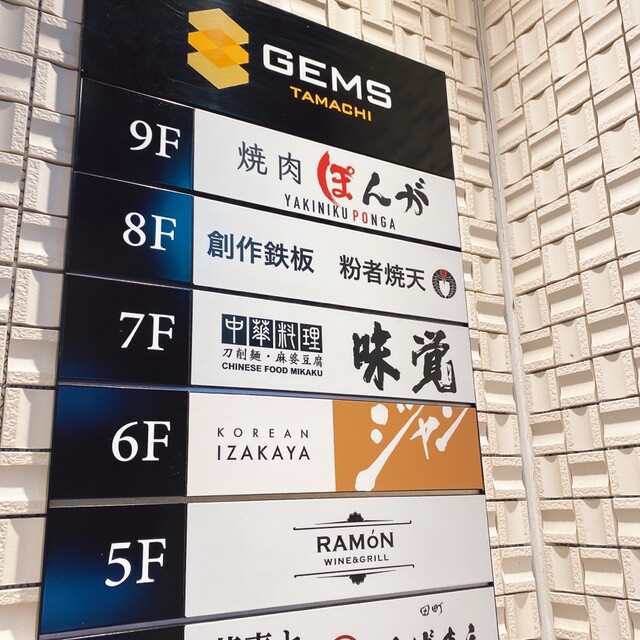 GEMS
TAMACHI
9F
焼肉 ぽんが
YAKINIKU PONGA
8F
創作鉄板 粉者焼天
7F
中華料理 味覚
刀削麺・麻婆豆腐
CHINESE FOOD MIKAKU
6F
KOREAN
IZAKAYA
ジャン
5F
RAMóN
WINE&GRILL
田町